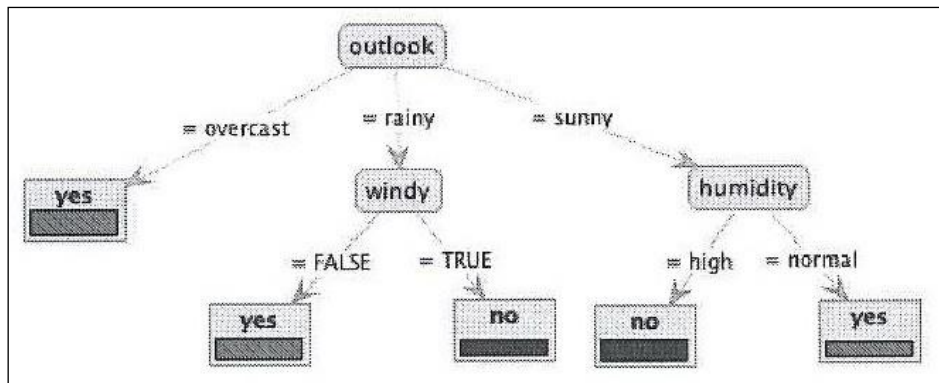 outlook
= overcast
= rainy
= sunny
yes
windy
humidity
= FALSE
= TRUE
= high
= normal
yes
no
no
yes